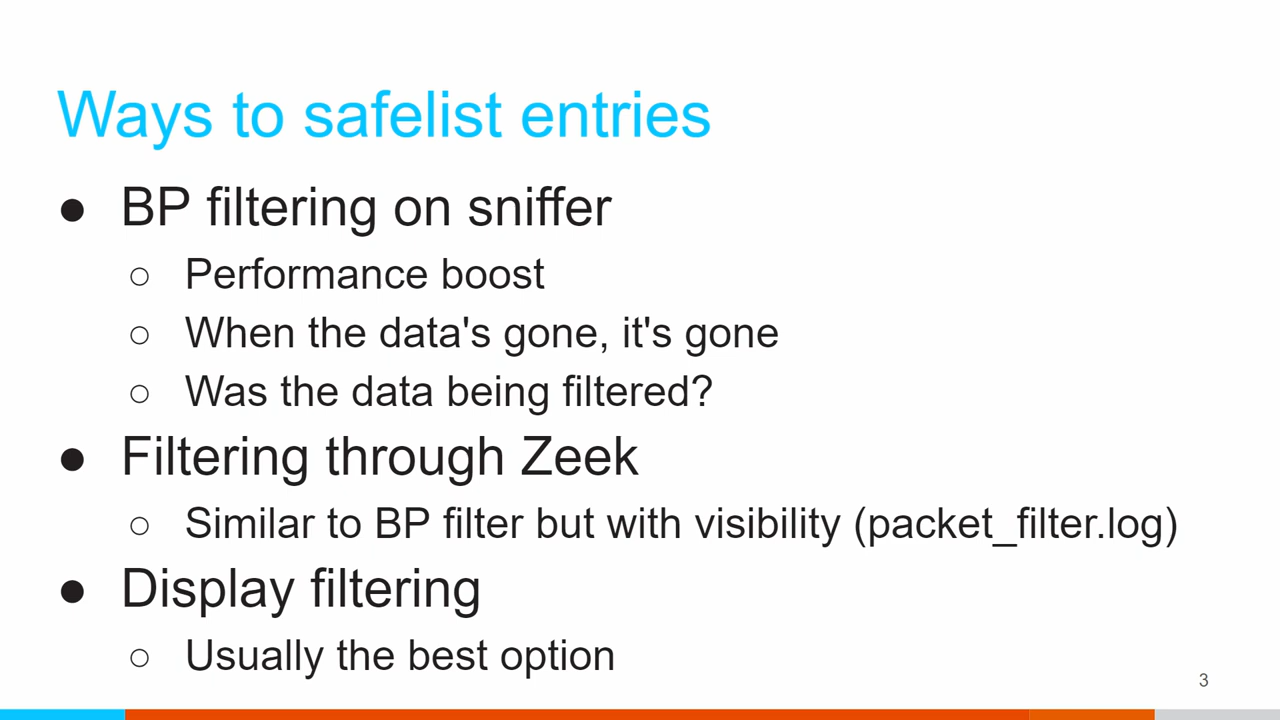 Ways to safelist entries
● BP filtering on sniffer
○ Performance boost
○ When the data's gone, it's gone
○ Was the data being filtered?
● Filtering through Zeek
○ Similar to BP filter but with visibility (packet_filter.log)
● Display filtering
○ Usually the best option
3